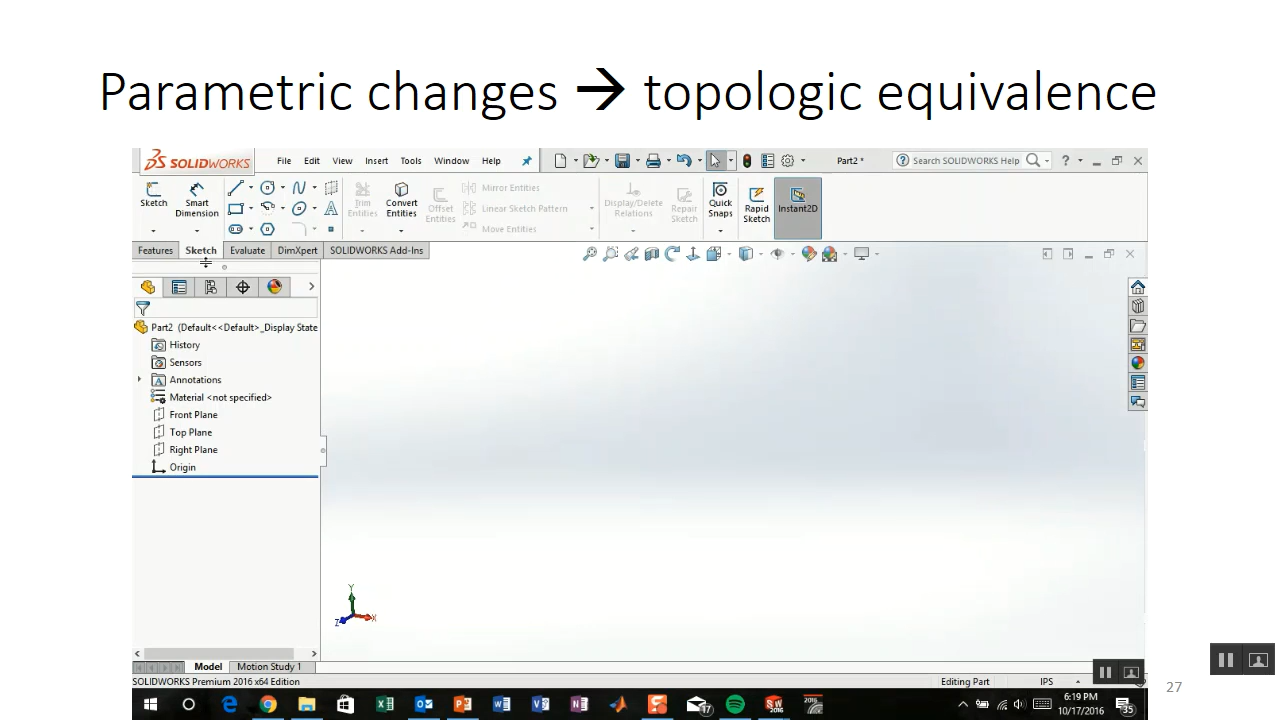 Parametric changes → topologic equivalence
SOLIDWORKS File Edit View Insert Tools Window Help Part2 * Search SOLIDWORKS Help ?
Sketch Smart Dimension Trim Entities Convert Entities Offset Entities Mirror Entities Linear Sketch Pattern Move Entities Display/Delete Relations Repair Sketch Quick Snaps Rapid Sketch Instant2D
Features Sketch Evaluate DimXpert SOLIDWORKS Add-Ins
Part2 (Default<<Default>_Display State
History
Sensors
Annotations
Material <not specified>
Front Plane
Top Plane
Right Plane
Origin
Y
Z X
Model Motion Study 1
SOLIDWORKS Premium 2016 x64 Edition Editing Part IPS
27
6:19 PM
10/17/2016
17
35